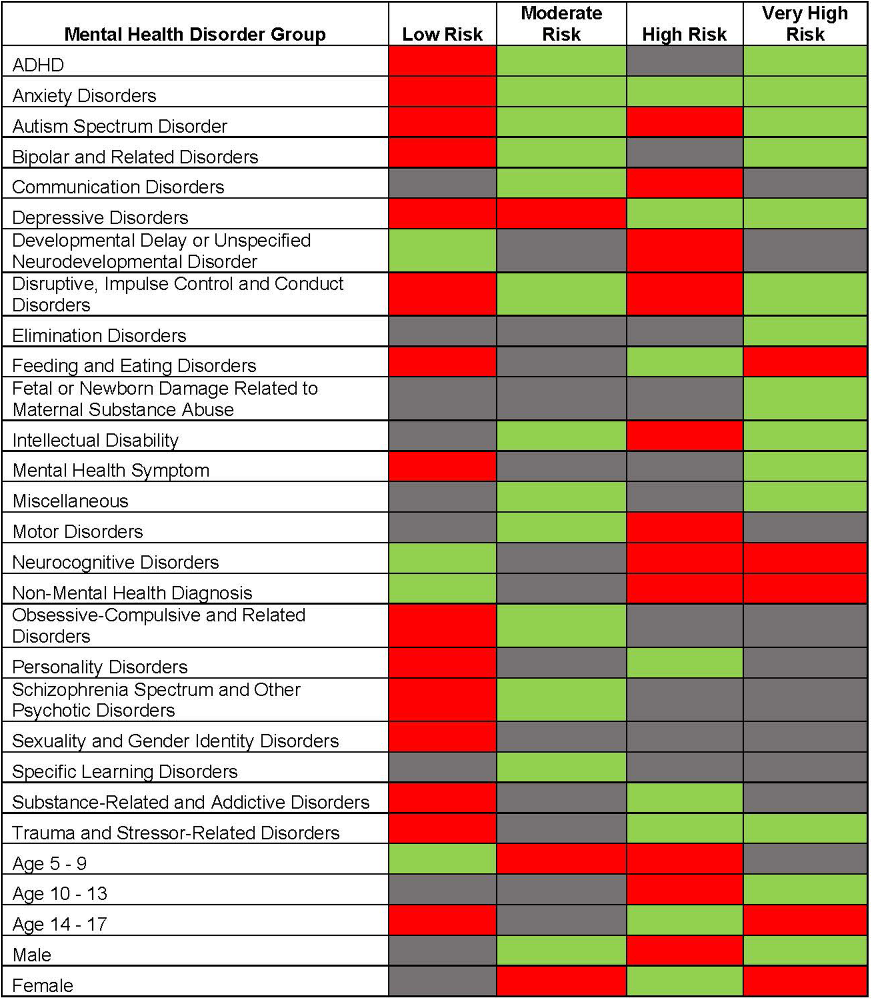 Mental Health Disorder Group
Low Risk
Moderate
Risk
High Risk
Very High
Risk
ADHD
Anxiety Disorders
Autism Spectrum Disorder
Bipolar and Related Disorders
Communication Disorders
Depressive Disorders
Developmental Delay or Unspecified
Neurodevelopmental Disorder
Disruptive, Impulse Control and Conduct
Disorders
Elimination Disorders
Feeding and Eating Disorders
Fetal or Newborn Damage Related to
Maternal Substance Abuse
Intellectual Disability
Mental Health Symptom
Miscellaneous
Motor Disorders
Neurocognitive Disorders
Non-Mental Health Diagnosis
Obsessive-Compulsive and Related
Disorders
Personality Disorders
Schizophrenia Spectrum and Other
Psychotic Disorders
Sexuality and Gender Identity Disorders
Specific Learning Disorders
Substance-Related and Addictive Disorders
Trauma and Stressor-Related Disorders
Age 5 - 9
Age 10 - 13
Age 14 - 17
Male
Female